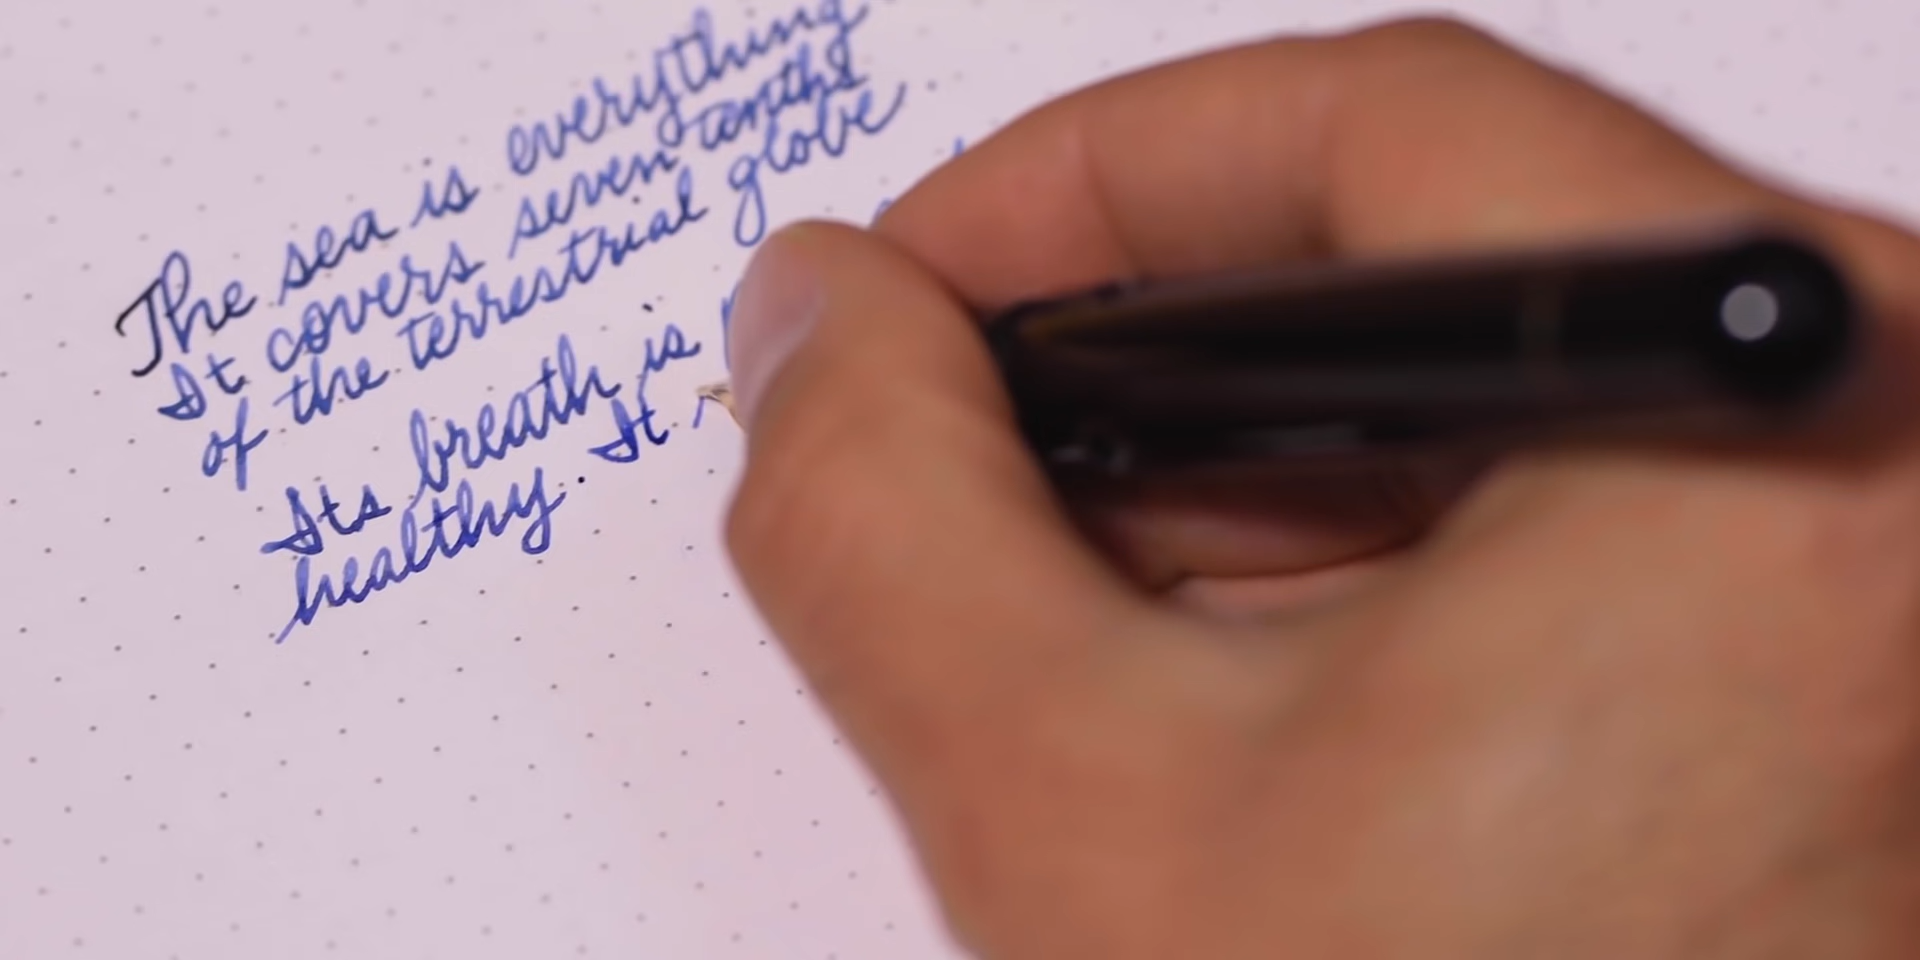 The sea is everything
It covers seven tenths
of the terrestrial globe.
Its breath is
healthy. It